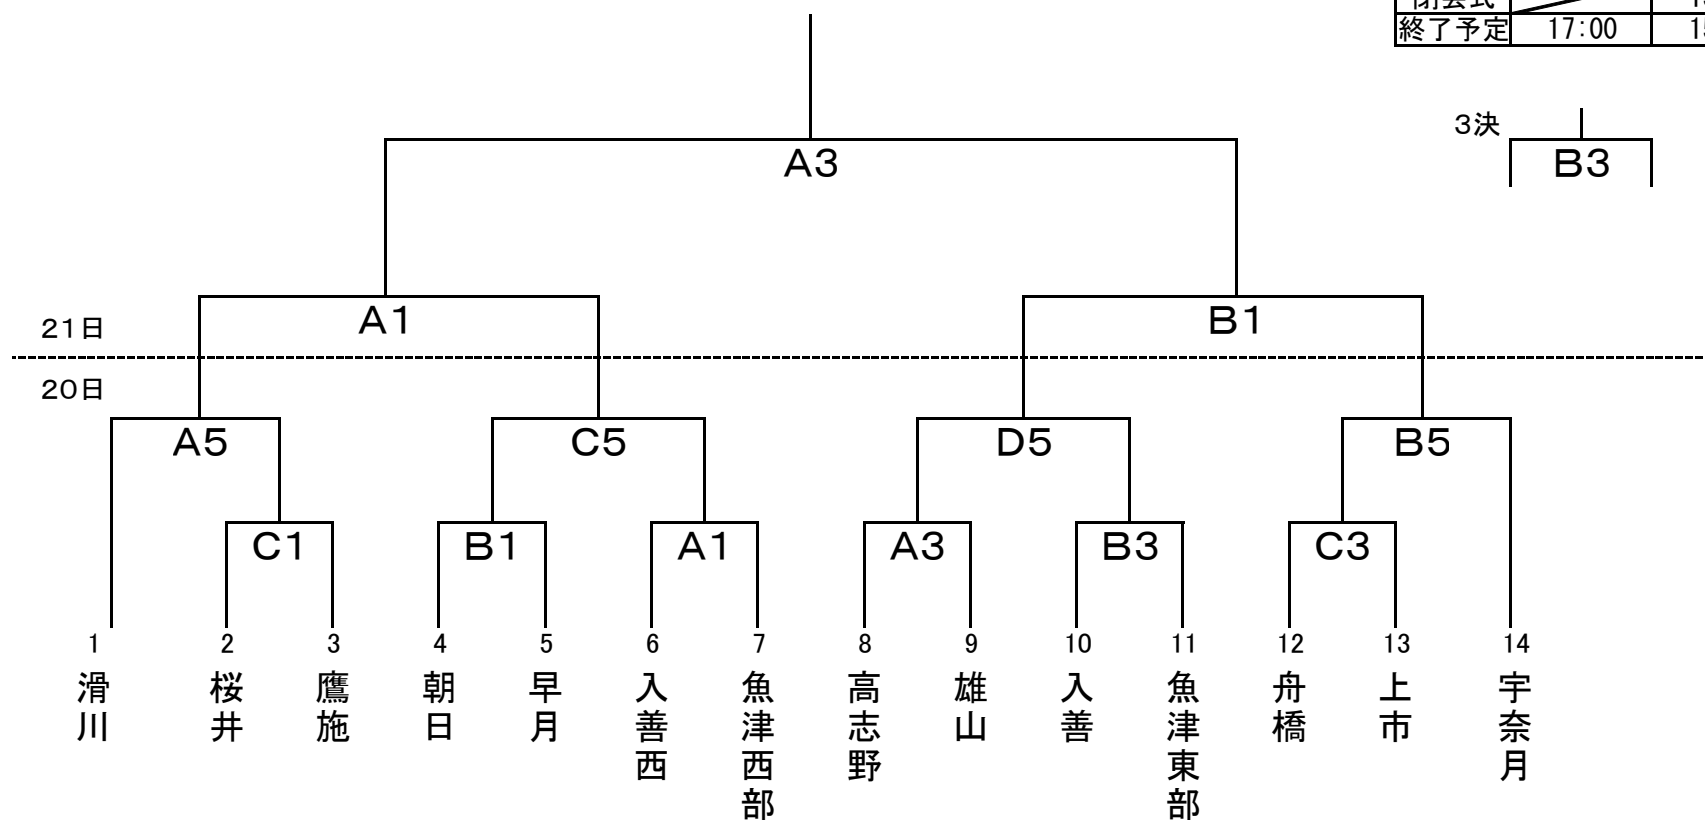 終了予定 17:00
3決
B3
A3
A1 B1
21日
20日
A5 C5 D5 B5
C1 B1 A1 A3 B3 C3
1 2 3 4 5 6 7 8 9 10 11 12 13 14
滑川
桜井
鷹施
朝日
早月
入善西
魚津西部
高志野
雄山
入善
魚津東部
舟橋
上市
宇奈月